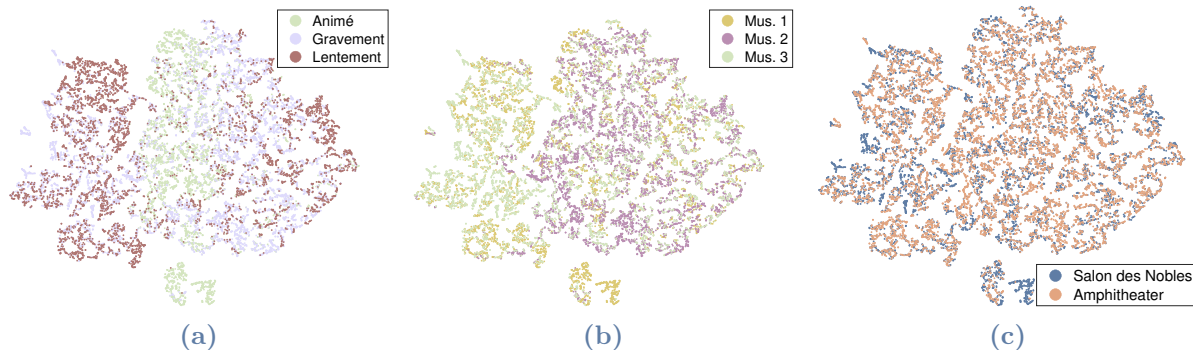 Animé
Gravement
Lentement
Mus. 1
Mus. 2
Mus. 3
Salon des Nobles
Amphitheater
(a)
(b)
(c)